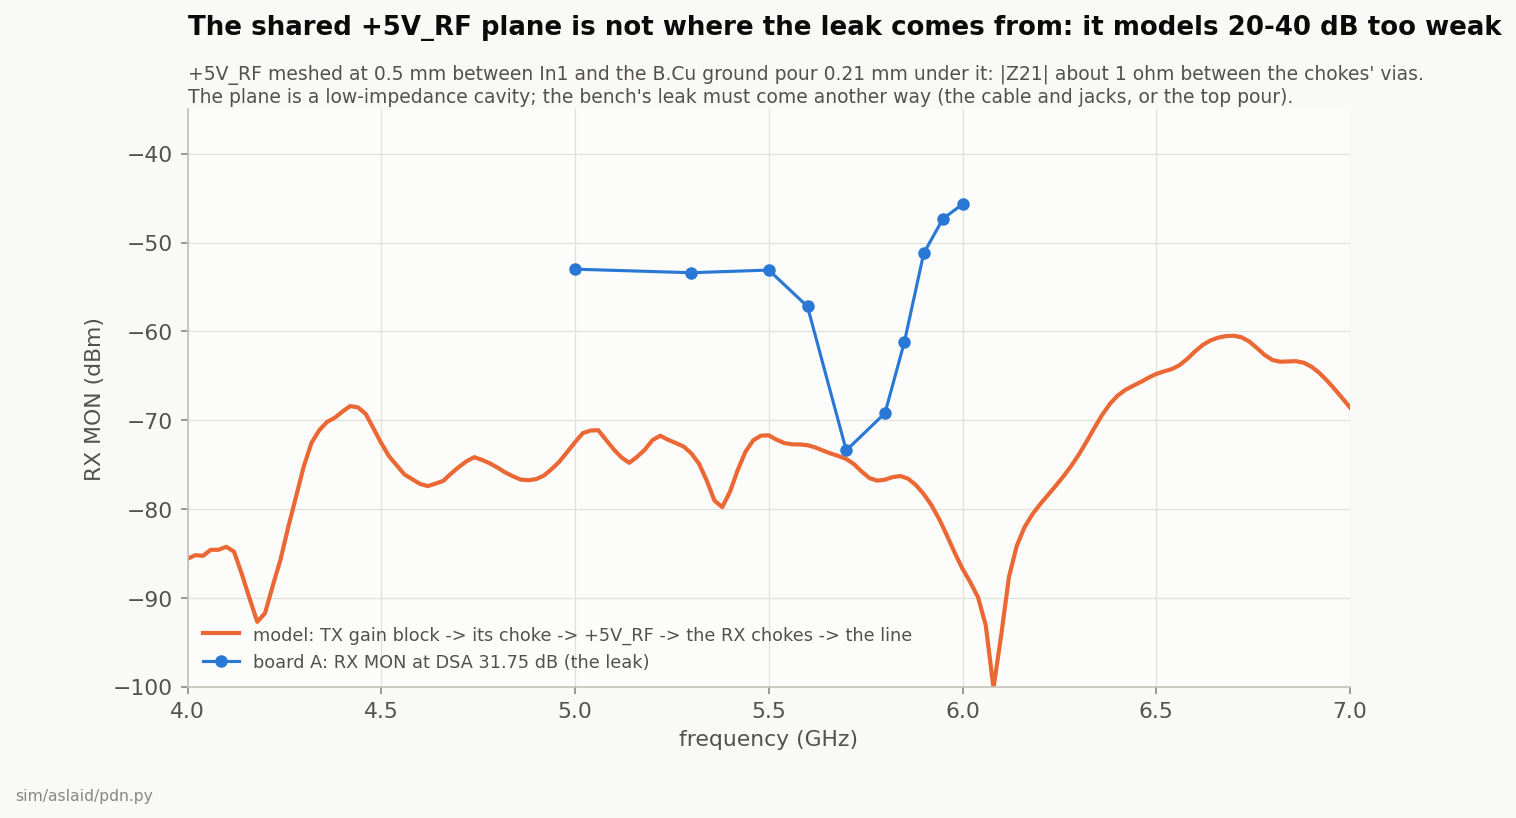 The shared +5V_RF plane is not where the leak comes from: it models 20-40 dB too weak
+5V_RF meshed at 0.5 mm between In1 and the B.Cu ground pour 0.21 mm under it: |Z21| about 1 ohm between the chokes' vias.
The plane is a low-impedance cavity; the bench's leak must come another way (the cable and jacks, or the top pour).
−40
−50
−60
−70
−80
−90
−100
RX MON (dBm)
model: TX gain block -> its choke -> +5V_RF -> the RX chokes -> the line
board A: RX MON at DSA 31.75 dB (the leak)
4.0 4.5 5.0 5.5 6.0 6.5 7.0
frequency (GHz)
sim/aslaid/pdn.py